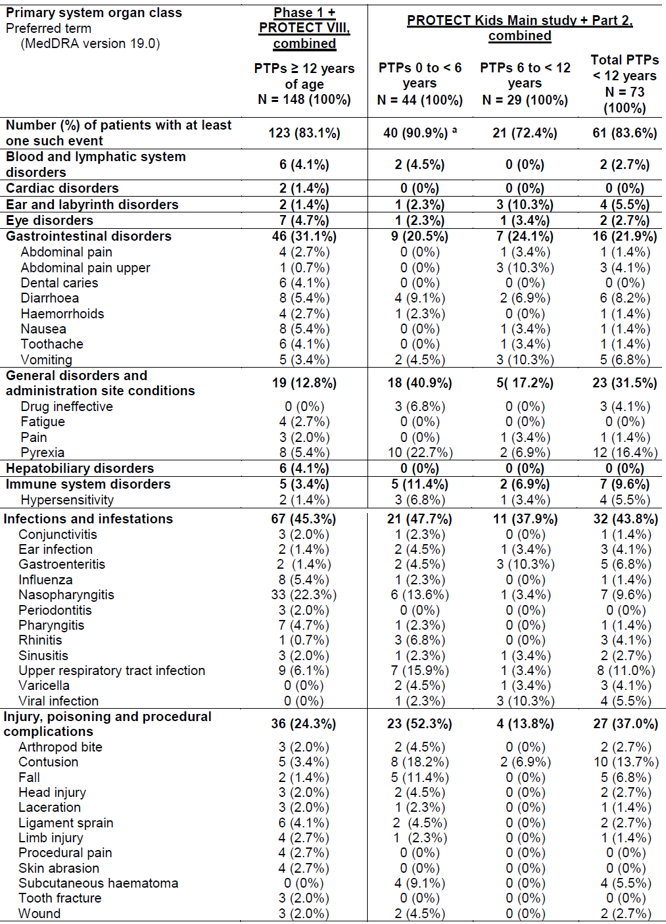 Primary system organ class Phase 1 + PROTECT Kids Main study + Part 2,
Preferred term PROTECT VIII, combined
(MedDRA version 19.0) combined
PTPs ≥ 12 years PTPs 0 to < 6 PTPs 6 to < 12 Total PTPs
of age years years < 12 years
N = 148 (100%) N = 44 (100%) N = 29 (100%) N = 73
(100%)
Number (%) of patients with at least
one such event 123 (83.1%) 40 (90.9%) a 21 (72.4%) 61 (83.6%)
Blood and lymphatic system
disorders 6 (4.1%) 2 (4.5%) 0 (0%) 2 (2.7%)
Cardiac disorders 2 (1.4%) 0 (0%) 0 (0%) 0 (0%)
Ear and labyrinth disorders 2 (1.4%) 1 (2.3%) 3 (10.3%) 4 (5.5%)
Eye disorders 7 (4.7%) 1 (2.3%) 1 (3.4%) 2 (2.7%)
Gastrointestinal disorders 46 (31.1%) 9 (20.5%) 7 (24.1%) 16 (21.9%)
Abdominal pain 4 (2.7%) 0 (0%) 1 (3.4%) 1 (1.4%)
Abdominal pain upper 1 (0.7%) 0 (0%) 3 (10.3%) 3 (4.1%)
Dental caries 6 (4.1%) 0 (0%) 0 (0%) 0 (0%)
Diarrhoea 8 (5.4%) 4 (9.1%) 2 (6.9%) 6 (8.2%)
Haemorrhoids 4 (2.7%) 1 (2.3%) 0 (0%) 1 (1.4%)
Nausea 8 (5.4%) 0 (0%) 1 (3.4%) 1 (1.4%)
Toothache 6 (4.1%) 0 (0%) 1 (3.4%) 1 (1.4%)
Vomiting 5 (3.4%) 2 (4.5%) 3 (10.3%) 5 (6.8%)
General disorders and
administration site conditions 19 (12.8%) 18 (40.9%) 5( 17.2%) 23 (31.5%)
Drug ineffective 0 (0%) 3 (6.8%) 0 (0%) 3 (4.1%)
Fatigue 4 (2.7%) 0 (0%) 0 (0%) 0 (0%)
Pain 3 (2.0%) 0 (0%) 1 (3.4%) 1 (1.4%)
Pyrexia 8 (5.4%) 10 (22.7%) 2 (6.9%) 12 (16.4%)
Hepatobiliary disorders 6 (4.1%) 0 (0%) 0 (0%) 0 (0%)
Immune system disorders 5 (3.4%) 5 (11.4%) 2 (6.9%) 7 (9.6%)
Hypersensitivity 2 (1.4%) 3 (6.8%) 1 (3.4%) 4 (5.5%)
Infections and infestations 67 (45.3%) 21 (47.7%) 11 (37.9%) 32 (43.8%)
Conjunctivitis 3 (2.0%) 1 (2.3%) 0 (0%) 1 (1.4%)
Ear infection 2 (1.4%) 2 (4.5%) 1 (3.4%) 3 (4.1%)
Gastroenteritis 2 (1.4%) 2 (4.5%) 3 (10.3%) 5 (6.8%)
Influenza 8 (5.4%) 1 (2.3%) 0 (0%) 1 (1.4%)
Nasopharyngitis 33 (22.3%) 6 (13.6%) 1 (3.4%) 7 (9.6%)
Periodontitis 3 (2.0%) 0 (0%) 0 (0%) 0 (0%)
Pharyngitis 7 (4.7%) 1 (2.3%) 0 (0%) 1 (1.4%)
Rhinitis 1 (0.7%) 3 (6.8%) 0 (0%) 3 (4.1%)
Sinusitis 3 (2.0%) 1 (2.3%) 1 (3.4%) 2 (2.7%)
Upper respiratory tract infection 9 (6.1%) 7 (15.9%) 1 (3.4%) 8 (11.0%)
Varicella 0 (0%) 2 (4.5%) 1 (3.4%) 3 (4.1%)
Viral infection 0 (0%) 1 (2.3%) 3 (10.3%) 4 (5.5%)
Injury, poisoning and procedural
complications 36 (24.3%) 23 (52.3%) 4 (13.8%) 27 (37.0%)
Arthropod bite 3 (2.0%) 2 (4.5%) 0 (0%) 2 (2.7%)
Contusion 5 (3.4%) 8 (18.2%) 2 (6.9%) 10 (13.7%)
Fall 2 (1.4%) 5 (11.4%) 0 (0%) 5 (6.8%)
Head injury 3 (2.0%) 2 (4.5%) 0 (0%) 2 (2.7%)
Laceration 3 (2.0%) 1 (2.3%) 0 (0%) 1 (1.4%)
Ligament sprain 6 (4.1%) 2 (4.5%) 0 (0%) 2 (2.7%)
Limb injury 4 (2.7%) 1 (2.3%) 0 (0%) 1 (1.4%)
Procedural pain 4 (2.7%) 0 (0%) 0 (0%) 0 (0%)
Skin abrasion 4 (2.7%) 0 (0%) 0 (0%) 0 (0%)
Subcutaneous haematoma 0 (0%) 4 (9.1%) 0 (0%) 4 (5.5%)
Tooth fracture 3 (2.0%) 0 (0%) 0 (0%) 0 (0%)
Wound 3 (2.0%) 2 (4.5%) 0 (0%) 2 (2.7%)